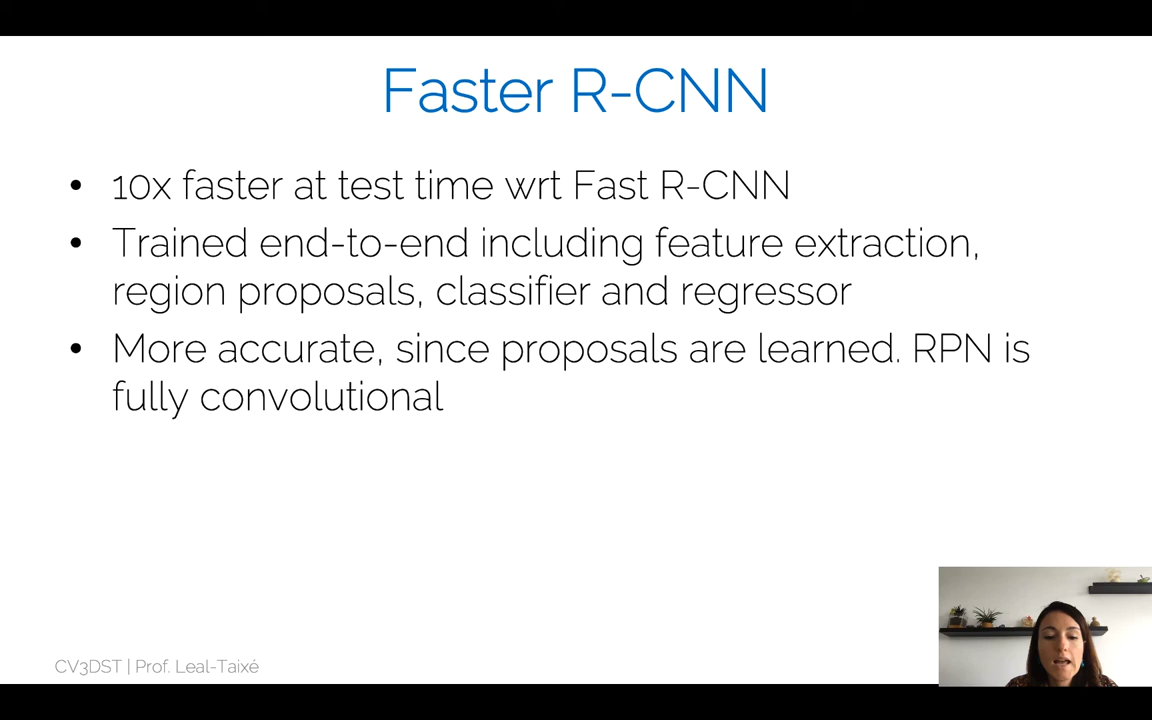 Faster R-CNN
• 10x faster at test time wrt Fast R-CNN
• Trained end-to-end including feature extraction,
region proposals, classifier and regressor
• More accurate, since proposals are learned. RPN is
fully convolutional
CV3DST | Prof. Leal-Taixé